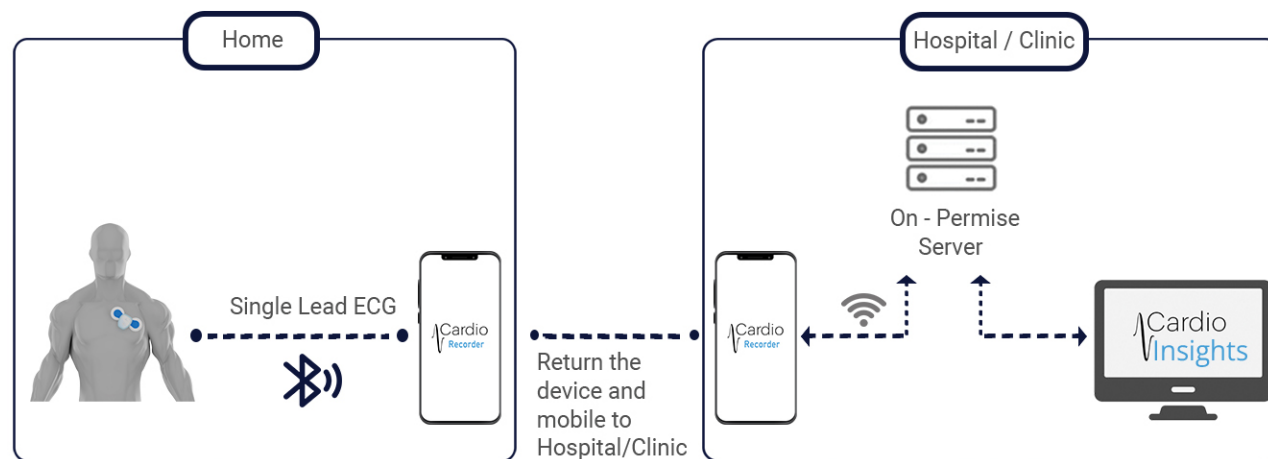 Home
Hospital / Clinic
On - Permise
Server
Single Lead ECG
Cardio
Recorder
Return the
device and
mobile to
Hospital/Clinic
Cardio
Recorder
Cardio
Insights